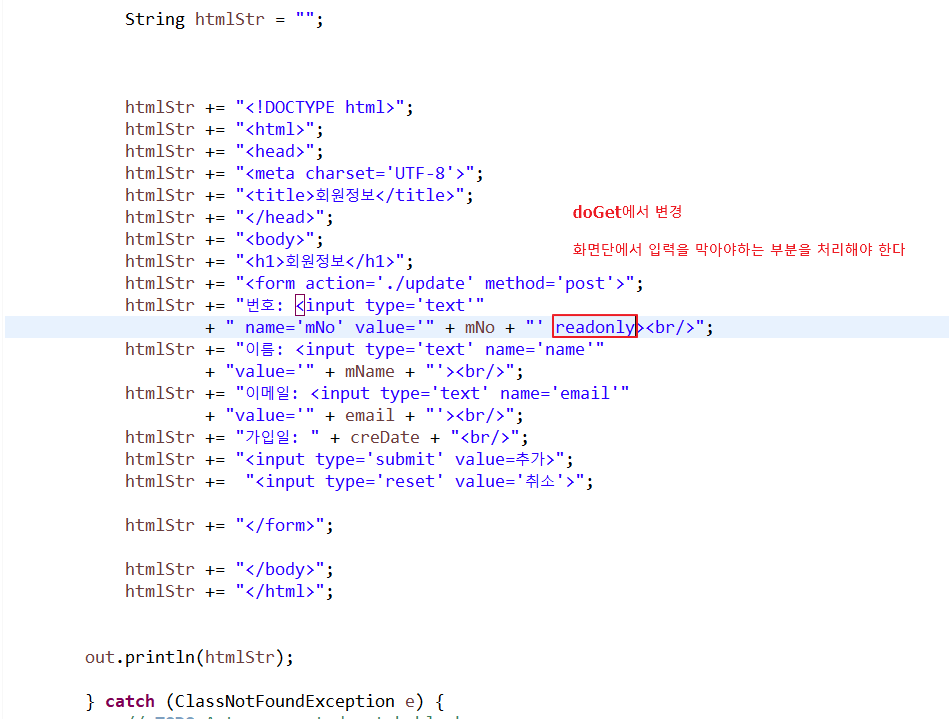 String htmlStr = "";
htmlStr += "<!DOCTYPE html>";
htmlStr += "<html>";
htmlStr += "<head>";
htmlStr += "<meta charset='UTF-8'>";
htmlStr += "<title>회원정보</title>";
htmlStr += "</head>";
doGet에서 변경
htmlStr += "<body>";
화면단에서 입력을 막아야하는 부분을 처리해야 한다
htmlStr += "<h1>회원정보</h1>";
htmlStr += "<form action='./update' method='post'>";
htmlStr += "번호: <input type='text'"
+ " name='mNo' value='" + mNo + "' readonly><br/>";
htmlStr += "이름: <input type='text' name='name'"
+ "value='" + mName + "'><br/>";
htmlStr += "이메일: <input type='text' name='email'"
+ "value='" + email + "'><br/>";
htmlStr += "가입일: " + creDate + "<br/>";
htmlStr += "<input type='submit' value=추가>";
htmlStr +=  "<input type='reset' value='취소'>";
htmlStr += "</form>";
htmlStr += "</body>";
htmlStr += "</html>";
out.println(htmlStr);
} catch (ClassNotFoundException e) {